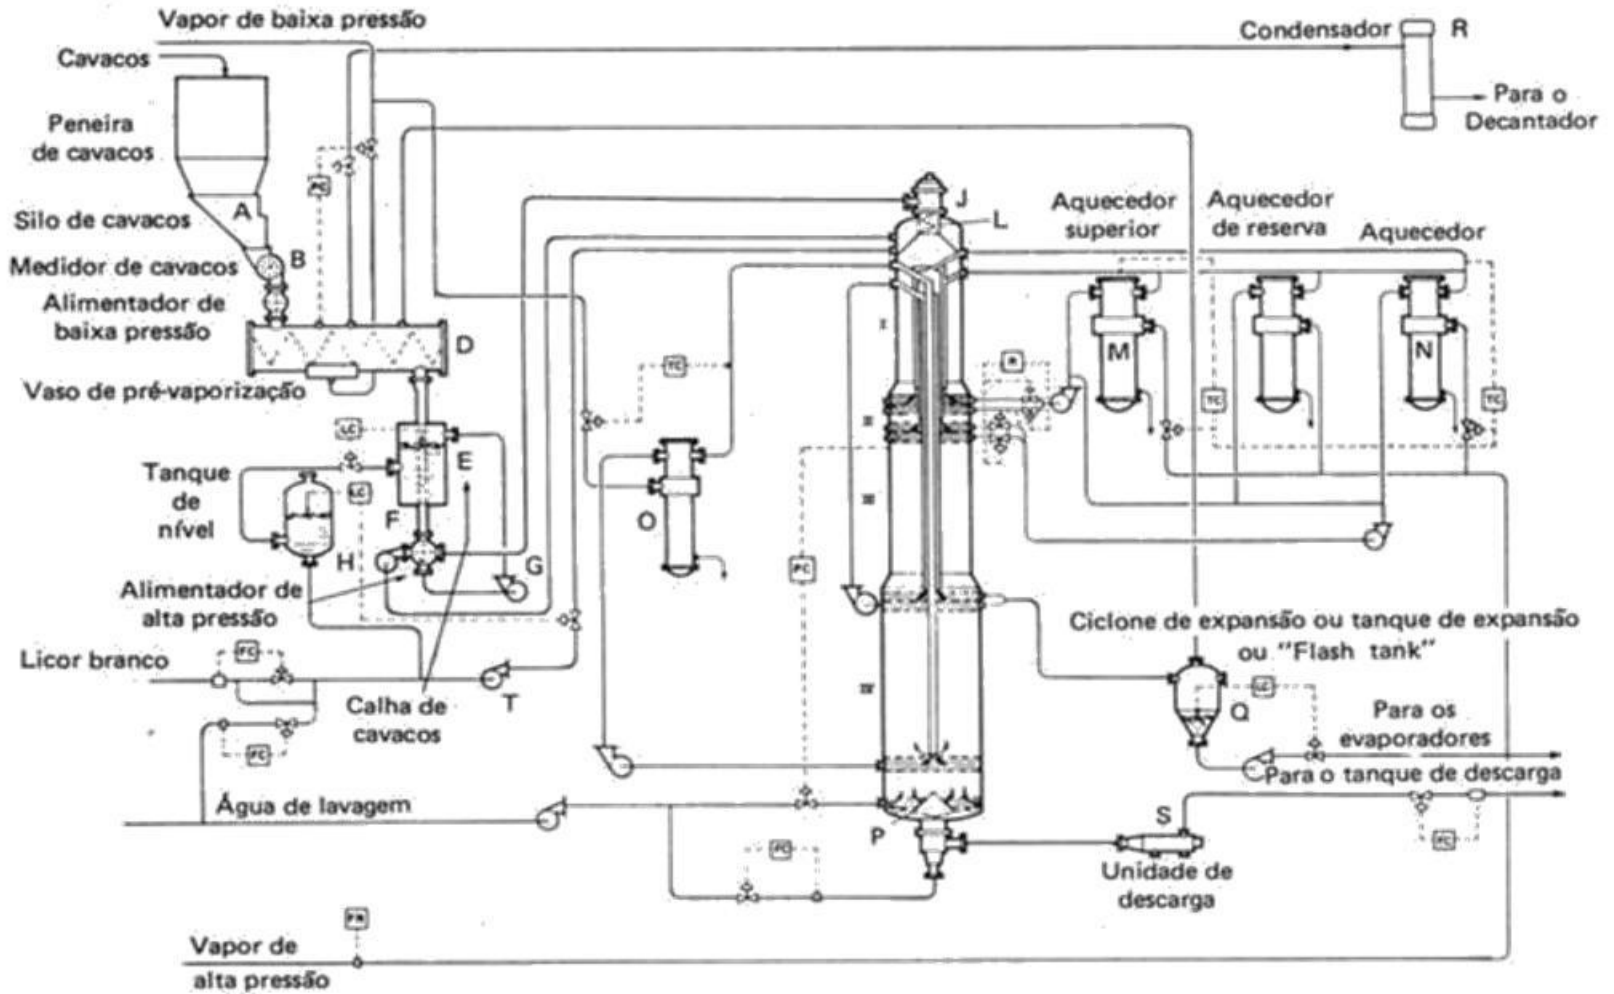 Vapor de baixa pressão
Cavacos
Condensador
R
Para o
Decantador
Peneira
de cavacos
A
Silo de cavacos
B
Medidor de cavacos
Alimentador de
baixa pressão
D
Vaso de pré-vaporização
J
L
Aquecedor
superior
Aquecedor
de reserva
Aquecedor
I
R
M
N
TC
TC
TC
II
LC
E
Tanque
de
nível
LC
F
O
III
H
G
FC
Alimentador de
alta pressão
Licor branco
FC
T
Calha de
cavacos
FC
Ciclone de expansão ou tanque de expansão
ou "Flash tank"
IV
LC
Q
Para os
evaporadores
Para o tanque de descarga
Água de lavagem
P
S
FC
FC
Unidade de
descarga
PR
Vapor de
alta pressão